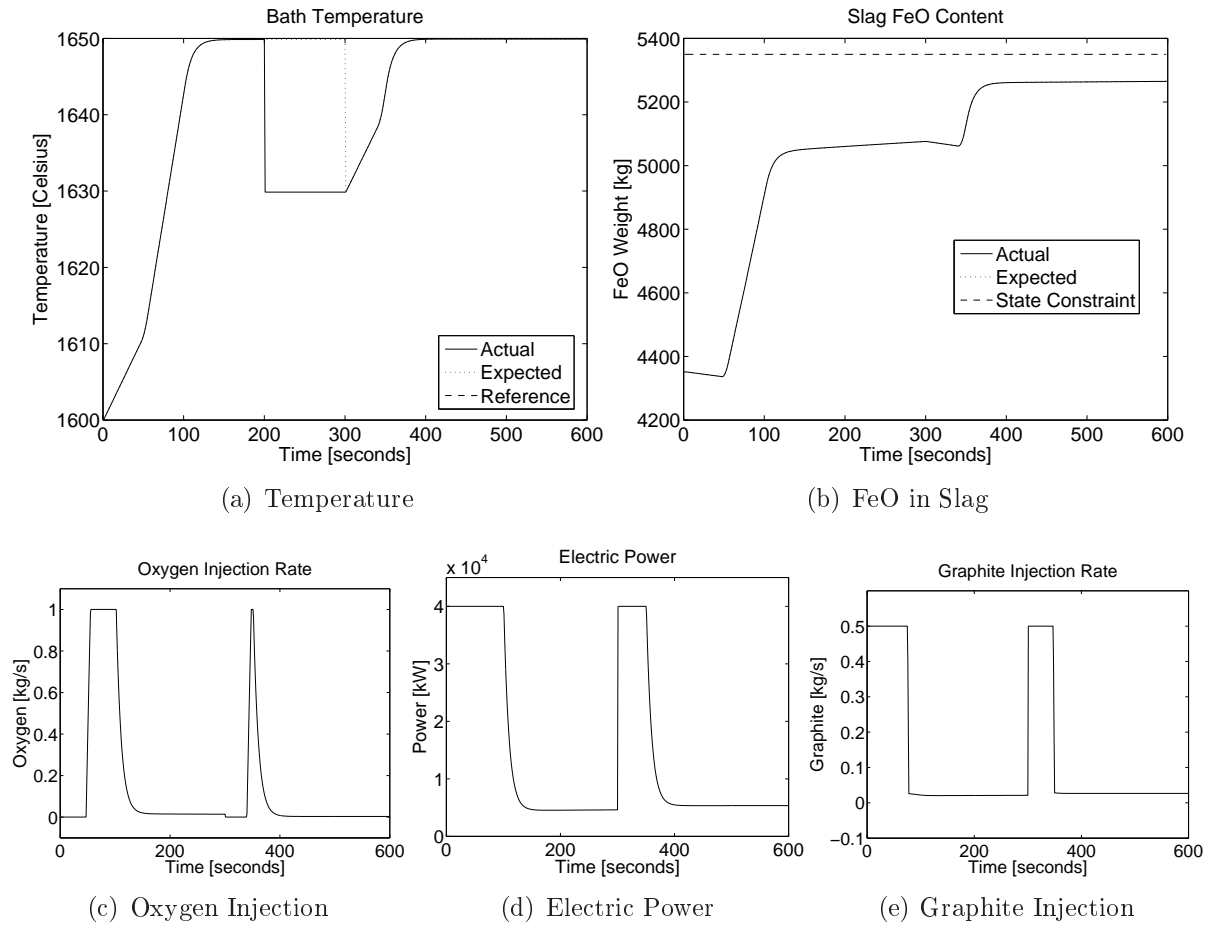 Bath Temperature
1650
1640
1630
1620
1610
1600
0 100 200 300 400 500 600
Temperature [Celsius]
Time [seconds]
Actual
Expected
Reference
(a) Temperature
Slag FeO Content
5400
5200
5000
4800
4600
4400
4200
0 100 200 300 400 500 600
FeO Weight [kg]
Time [seconds]
Actual
Expected
State Constraint
(b) FeO in Slag
Oxygen Injection Rate
1
0.8
0.6
0.4
0.2
0
0 200 400 600
Oxygen [kg/s]
Time [seconds]
(c) Oxygen Injection
Electric Power
x 10^4
4
3
2
1
0
0 200 400 600
Power [kW]
Time [seconds]
(d) Electric Power
Graphite Injection Rate
0.5
0.4
0.3
0.2
0.1
0
−0.1
0 200 400 600
Graphite [kg/s]
Time [seconds]
(e) Graphite Injection